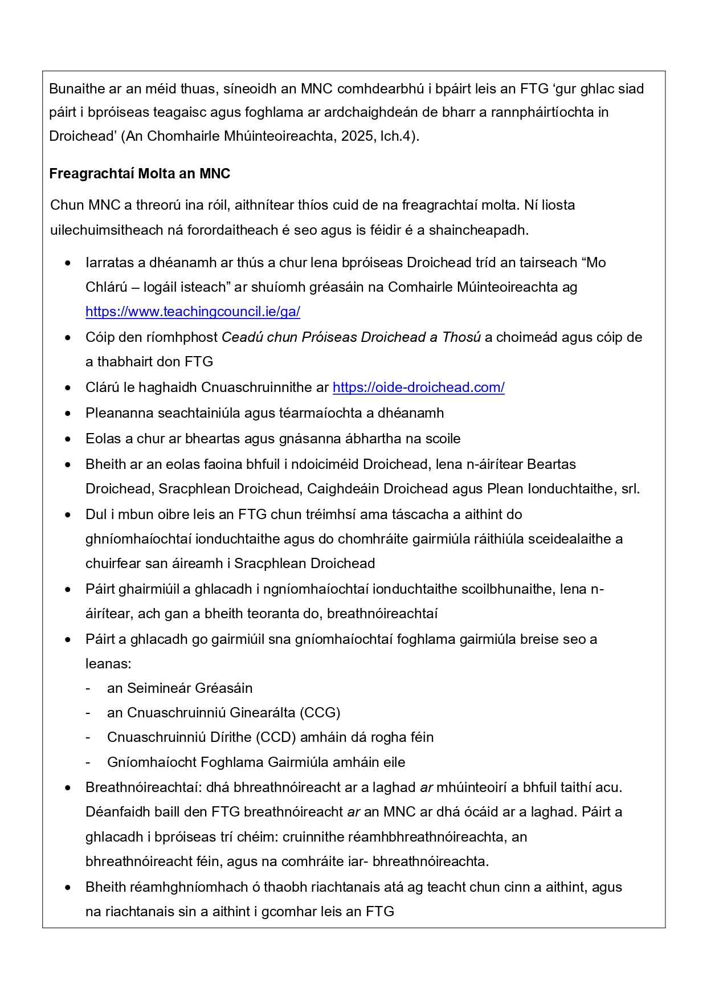 Bunaithe ar an méid thuas, síneoidh an MNC comhdearbhú i bpáirt leis an FTG ‘gur ghlac siad
páirt i bpróiseas teagaisc agus foghlama ar ardchaighdeán de bharr a rannpháirtíochta in
Droichead’ (An Chomhairle Mhúinteoireachta, 2025, lch.4).
Freagrachtaí Molta an MNC
Chun MNC a threorú ina róil, aithnítear thíos cuid de na freagrachtaí molta. Ní liosta
uilechuimsitheach ná forordaitheach é seo agus is féidir é a shaincheapadh.
• Iarratas a dhéanamh ar thús a chur lena bpróiseas Droichead tríd an tairseach “Mo
Chlárú – logáil isteach” ar shuíomh gréasáin na Comhairle Múinteoireachta ag
https://www.teachingcouncil.ie/ga/
• Cóip den ríomhphost Ceadú chun Próiseas Droichead a Thosú a choimeád agus cóip de
a thabhairt don FTG
• Clárú le haghaidh Cnuaschruinnithe ar https://oide-droichead.com/
• Pleananna seachtainiúla agus téarmaíochta a dhéanamh
• Eolas a chur ar bheartas agus gnásanna ábhartha na scoile
• Bheith ar an eolas faoina bhfuil i ndoiciméid Droichead, lena n-áirítear Beartas
Droichead, Sracphlean Droichead, Caighdeáin Droichead agus Plean Ionduchtaithe, srl.
• Dul i mbun oibre leis an FTG chun tréimhsí ama táscacha a aithint do
ghníomhaíochtaí ionduchtaithe agus do chomhráite gairmiúla ráithiúla sceidealaithe a
chuirfear san áireamh i Sracphlean Droichead
• Páirt ghairmiúil a ghlacadh i ngníomhaíochtaí ionduchtaithe scoilbhunaithe, lena n-
áirítear, ach gan a bheith teoranta do, breathnóireachtaí
• Páirt a ghlacadh go gairmiúil sna gníomhaíochtaí foghlama gairmiúla breise seo a
leanas:
- an Seimineár Gréasáin
- an Cnuaschruinniú Ginearálta (CCG)
- Cnuaschruinniú Dírithe (CCD) amháin dá rogha féin
- Gníomhaíocht Foghlama Gairmiúla amháin eile
• Breathnóireachtaí: dhá bhreathnóireacht ar a laghad ar mhúinteoirí a bhfuil taithí acu.
Déanfaidh baill den FTG breathnóireacht ar an MNC ar dhá ócáid ar a laghad. Páirt a
ghlacadh i bpróiseas trí chéim: cruinnithe réamhbhreathnóireachta, an
bhreathnóireacht féin, agus na comhráite iar- bhreathnóireachta.
• Bheith réamhghníomhach ó thaobh riachtanais atá ag teacht chun cinn a aithint, agus
na riachtanais sin a aithint i gcomhar leis an FTG